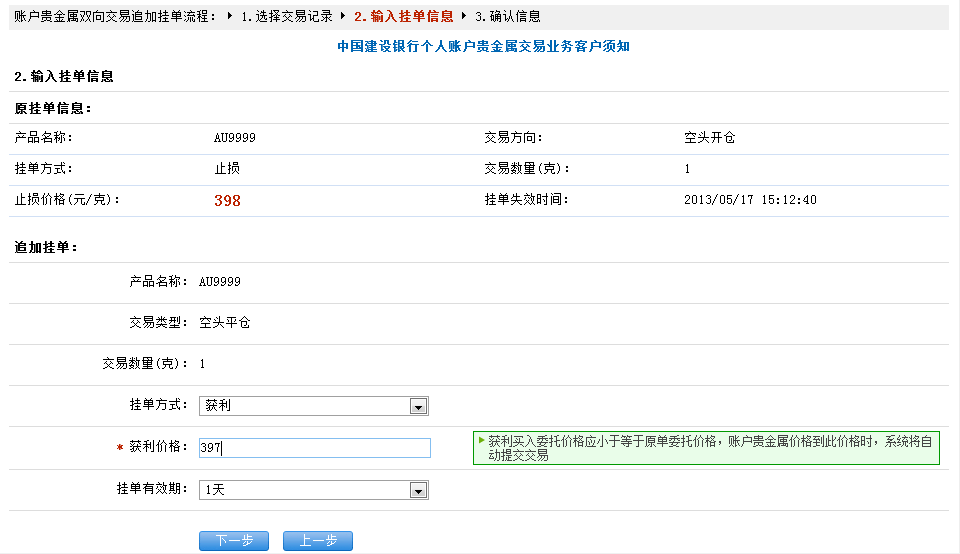 账户贵金属双向交易追加挂单流程： 1.选择交易记录 2.输入挂单信息 3.确认信息
中国建设银行个人账户贵金属交易业务客户须知
2.输入挂单信息
原挂单信息：
产品名称： AU9999 交易方向： 空头开仓
挂单方式： 止损 交易数量(克)： 1
止损价格(元/克)： 398 挂单失效时间： 2013/05/17 15:12:40
追加挂单：
产品名称： AU9999
交易类型： 空头平仓
交易数量(克)： 1
挂单方式： 获利
* 获利价格： 397 获利买入委托价格应小于等于原单委托价格，账户贵金属价格到此价格时，系统将自
动提交交易
挂单有效期： 1天
下一步 上一步